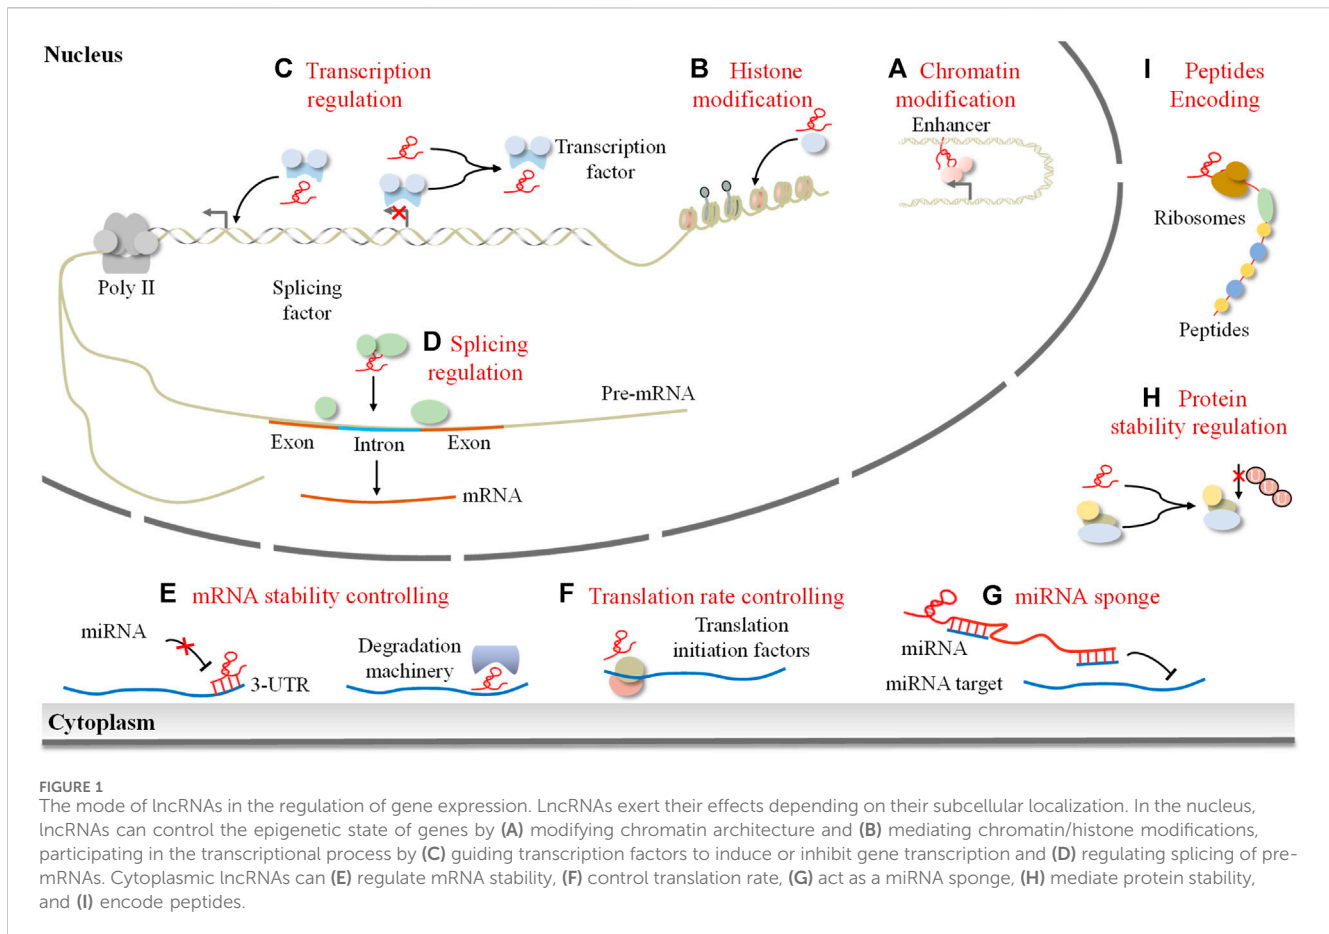 Nucleus
C Transcription
regulation
B Histone
modification
A Chromatin
modification
Enhancer
I Peptides
Encoding
Transcription
factor
Ribosomes
Poly II
Splicing
factor
Peptides
D Splicing
regulation
Pre-mRNA
Exon Intron Exon
mRNA
H Protein
stability regulation
E mRNA stability controlling
miRNA
3-UTR
Degradation
machinery
F Translation rate controlling
Translation
initiation factors
G miRNA sponge
miRNA
miRNA target
Cytoplasm
FIGURE 1
The mode of lncRNAs in the regulation of gene expression. LncRNAs exert their effects depending on their subcellular localization. In the nucleus,
lncRNAs can control the epigenetic state of genes by (A) modifying chromatin architecture and (B) mediating chromatin/histone modifications,
participating in the transcriptional process by (C) guiding transcription factors to induce or inhibit gene transcription and (D) regulating splicing of pre-
mRNAs. Cytoplasmic lncRNAs can (E) regulate mRNA stability, (F) control translation rate, (G) act as a miRNA sponge, (H) mediate protein stability,
and (I) encode peptides.